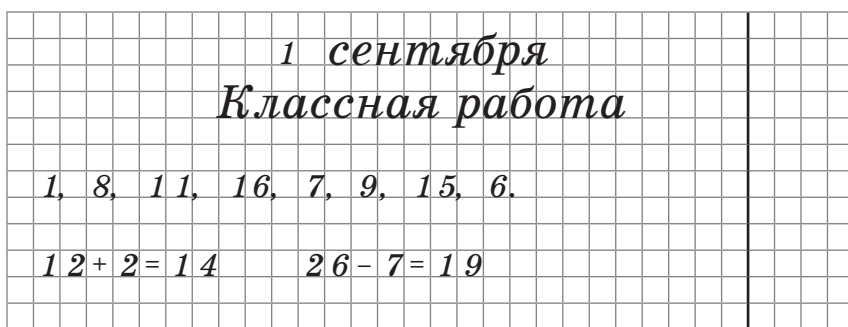 1 сентября
Классная работа
1, 8, 11, 16, 7, 9, 15, 6.
12+ 2= 14 26– 7= 19